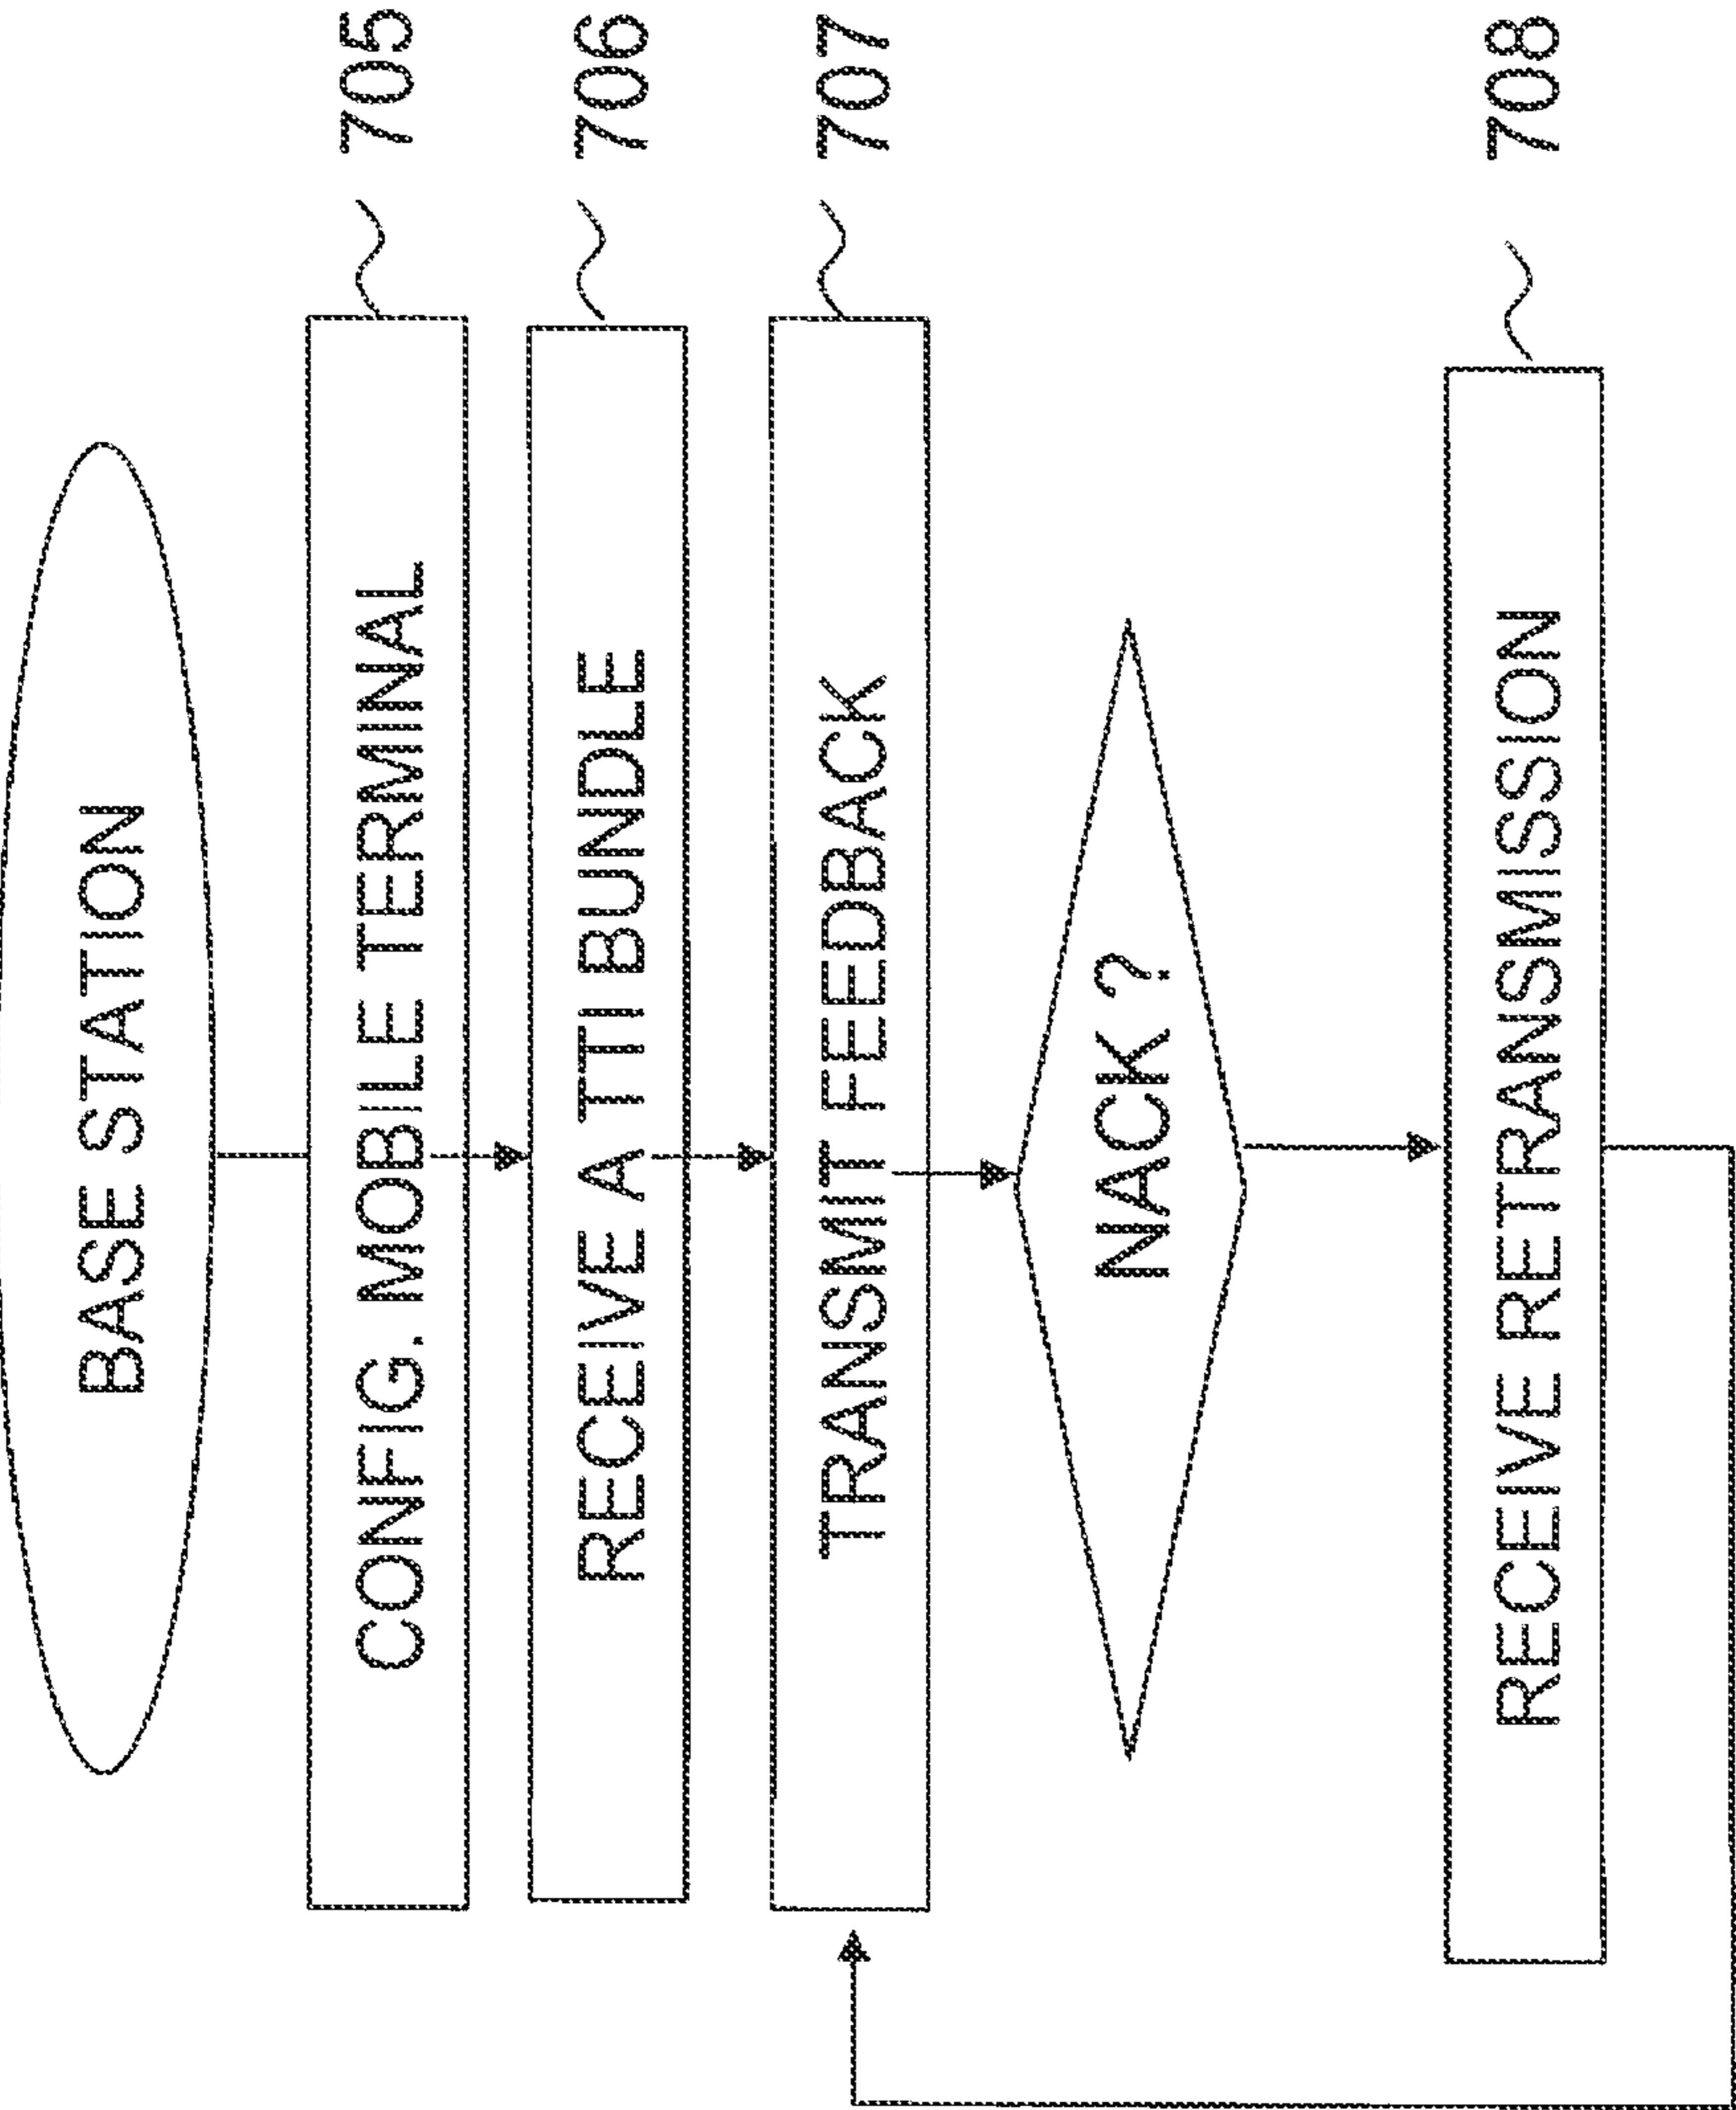 BASE STATION
CONFIG. MOBILE TERMINAL
705
RECEIVE A TTI BUNDLE
706
TRANSMIT FEEDBACK
707
NACK ?
RECEIVE RETRANSMISSION
708